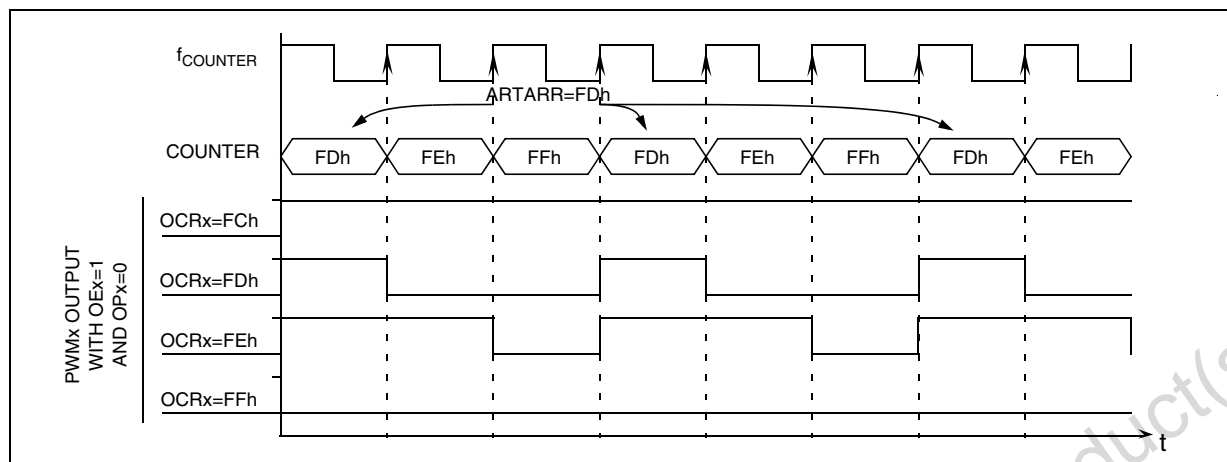 fCOUNTER
ARTARR=FDh
COUNTER
FDh FEh FFh FDh FEh FFh FDh FEh
PWMx OUTPUT
WITH OEx=1
AND OPx=0
OCRx=FCh
OCRx=FDh
OCRx=FEh
OCRx=FFh
t